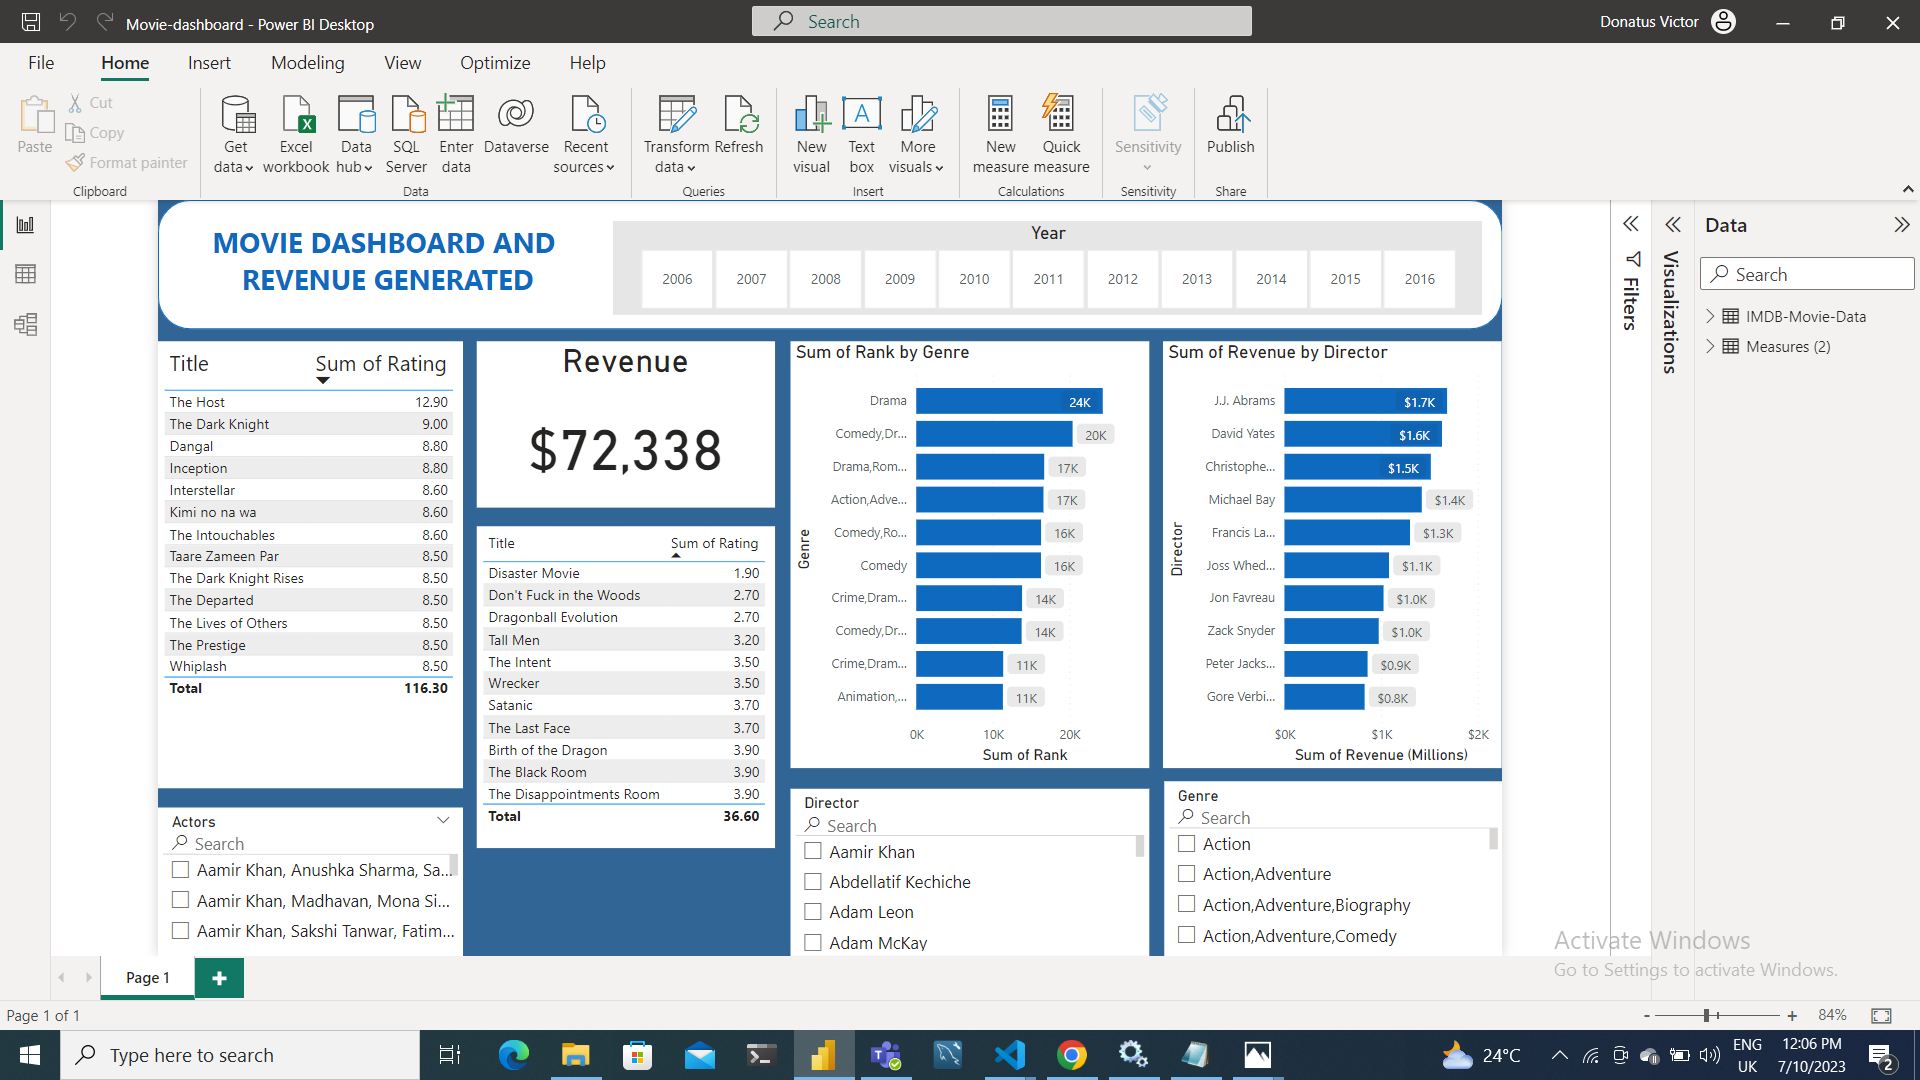 Movie-dashboard - Power BI Desktop
Search
Donatus Victor
File
Home
Insert
Modeling
View
Optimize
Help
Paste
Cut
Copy
Format painter
Clipboard
Get data
Excel workbook
Data hub
SQL Server
Enter data
Dataverse
Recent sources
Data
Transform data
Refresh
Queries
New visual
Text box
More visuals
Insert
New measure
Quick measure
Calculations
Sensitivity
Sensitivity
Publish
Share
MOVIE DASHBOARD AND
REVENUE GENERATED
Year
2006 2007 2008 2009 2010 2011 2012 2013 2014 2015 2016
Title Sum of Rating
The Host 12.90
The Dark Knight 9.00
Dangal 8.80
Inception 8.80
Interstellar 8.60
Kimi no na wa 8.60
The Intouchables 8.60
Taare Zameen Par 8.50
The Dark Knight Rises 8.50
The Departed 8.50
The Lives of Others 8.50
The Prestige 8.50
Whiplash 8.50
Total 116.30
Actors
Search
Aamir Khan, Anushka Sharma, Sa...
Aamir Khan, Madhavan, Mona Si...
Aamir Khan, Sakshi Tanwar, Fatim...
Revenue
$72,338
Title Sum of Rating
Disaster Movie 1.90
Don't Fuck in the Woods 2.70
Dragonball Evolution 2.70
Tall Men 3.20
The Intent 3.50
Wrecker 3.50
Satanic 3.70
The Last Face 3.70
Birth of the Dragon 3.90
The Black Room 3.90
The Disappointments Room 3.90
Total 36.60
Sum of Rank by Genre
Genre
Drama 24K
Comedy,Dr... 20K
Drama,Rom... 17K
Action,Adve... 17K
Comedy,Ro... 16K
Comedy 16K
Crime,Dram... 14K
Comedy,Dr... 14K
Crime,Dram... 11K
Animation,... 11K
0K 10K 20K
Sum of Rank
Director
Search
Aamir Khan
Abdellatif Kechiche
Adam Leon
Adam McKay
Sum of Revenue by Director
Director
J.J. Abrams $1.7K
David Yates $1.6K
Christophe... $1.5K
Michael Bay $1.4K
Francis La... $1.3K
Joss Whed... $1.1K
Jon Favreau $1.0K
Zack Snyder $1.0K
Peter Jacks... $0.9K
Gore Verbi... $0.8K
$0K $1K $2K
Sum of Revenue (Millions)
Genre
Search
Action
Action,Adventure
Action,Adventure,Biography
Action,Adventure,Comedy
Filters
Visualizations
Data
Search
IMDB-Movie-Data
Measures (2)
Activate Windows
Go to Settings to activate Windows.
Page 1
Page 1 of 1
- + 84%
Type here to search
24°C
ENG
UK
12:06 PM
7/10/2023
2